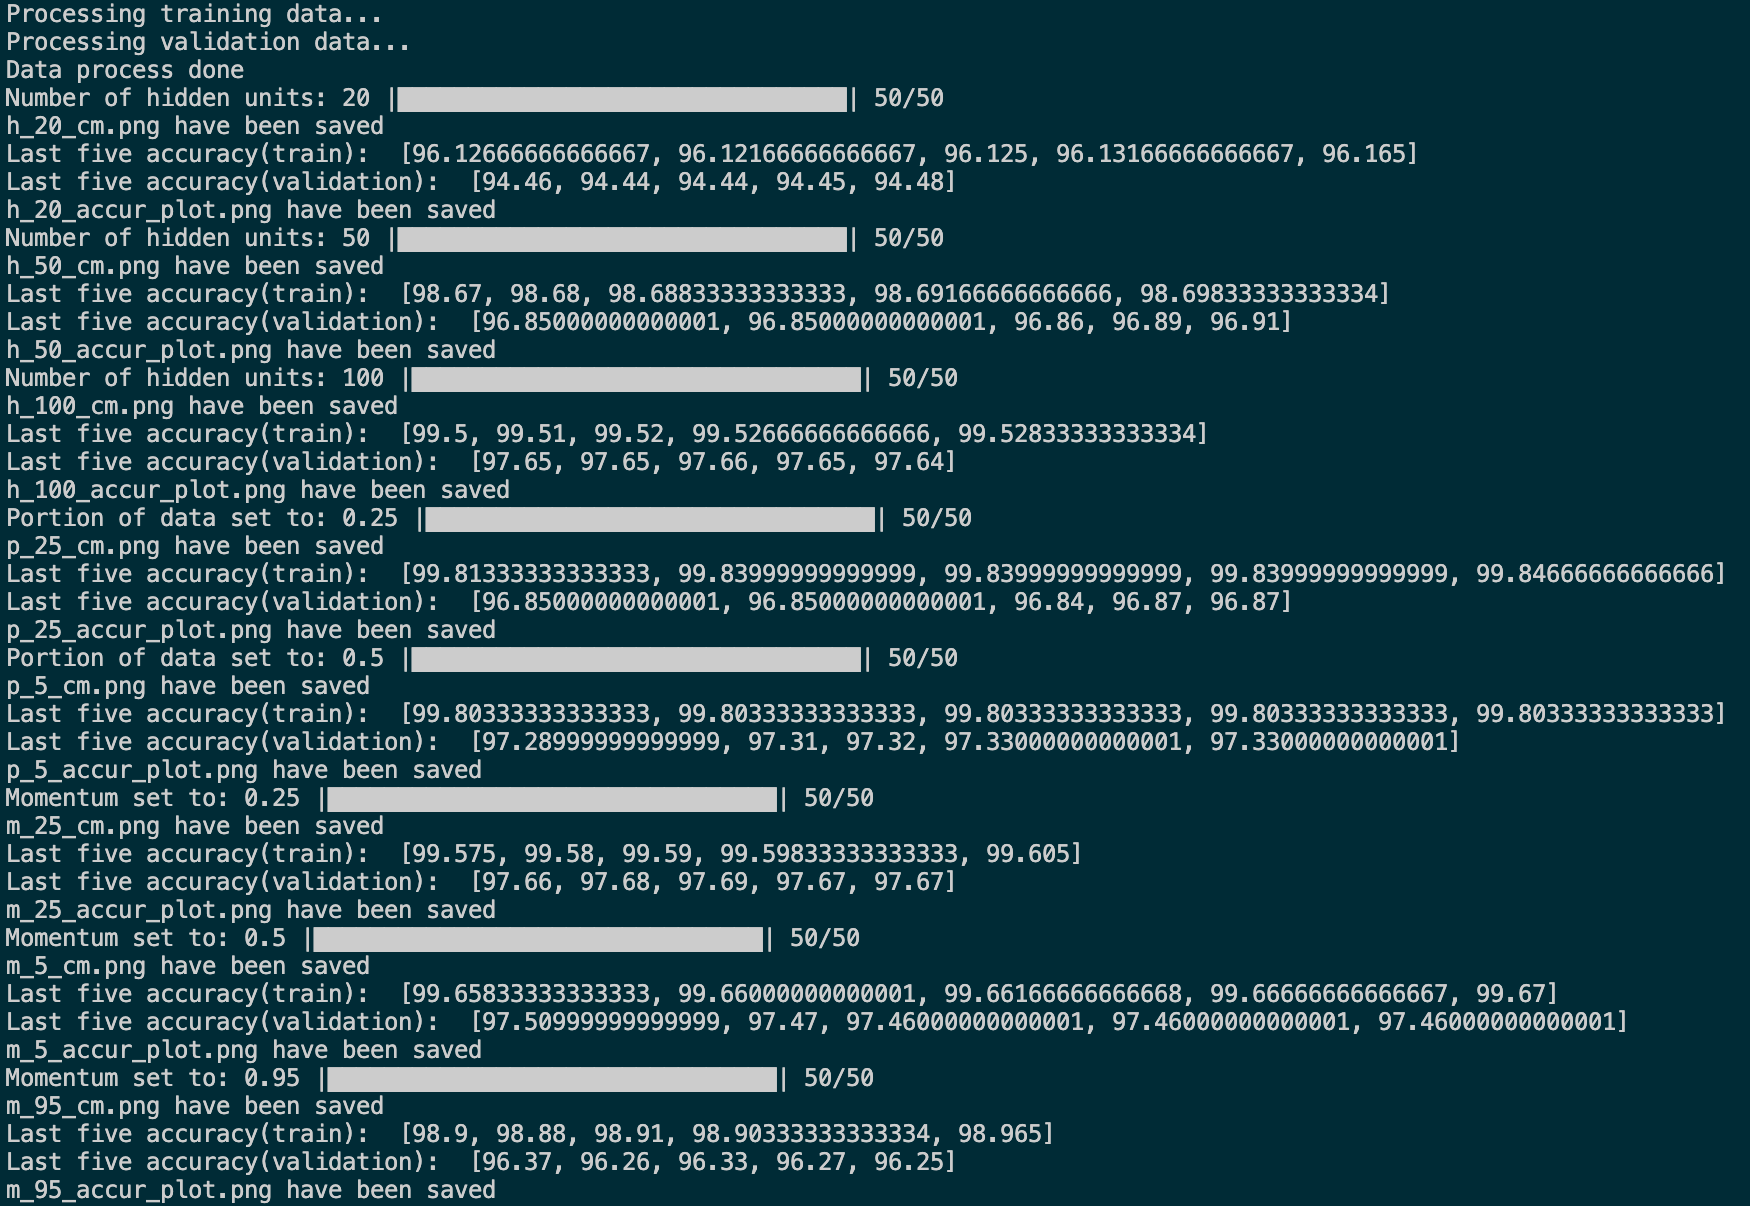 Processing training data...
Processing validation data...
Data process done
Number of hidden units: 20 |████████████████████████████████| 50/50
h_20_cm.png have been saved
Last five accuracy(train):  [96.12666666666667, 96.12166666666667, 96.125, 96.13166666666667, 96.165]
Last five accuracy(validation):  [94.46, 94.44, 94.44, 94.45, 94.48]
h_20_accur_plot.png have been saved
Number of hidden units: 50 |████████████████████████████████| 50/50
h_50_cm.png have been saved
Last five accuracy(train):  [98.67, 98.68, 98.68833333333333, 98.69166666666666, 98.69833333333334]
Last five accuracy(validation):  [96.85000000000001, 96.85000000000001, 96.86, 96.89, 96.91]
h_50_accur_plot.png have been saved
Number of hidden units: 100 |████████████████████████████████| 50/50
h_100_cm.png have been saved
Last five accuracy(train):  [99.5, 99.51, 99.52, 99.52666666666666, 99.52833333333334]
Last five accuracy(validation):  [97.65, 97.65, 97.66, 97.65, 97.64]
h_100_accur_plot.png have been saved
Portion of data set to: 0.25 |████████████████████████████████| 50/50
p_25_cm.png have been saved
Last five accuracy(train):  [99.81333333333333, 99.83999999999999, 99.83999999999999, 99.83999999999999, 99.84666666666666]
Last five accuracy(validation):  [96.85000000000001, 96.85000000000001, 96.84, 96.87, 96.87]
p_25_accur_plot.png have been saved
Portion of data set to: 0.5 |████████████████████████████████| 50/50
p_5_cm.png have been saved
Last five accuracy(train):  [99.80333333333333, 99.80333333333333, 99.80333333333333, 99.80333333333333, 99.80333333333333]
Last five accuracy(validation):  [97.28999999999999, 97.31, 97.32, 97.33000000000001, 97.33000000000001]
p_5_accur_plot.png have been saved
Momentum set to: 0.25 |████████████████████████████████| 50/50
m_25_cm.png have been saved
Last five accuracy(train):  [99.575, 99.58, 99.59, 99.59833333333333, 99.605]
Last five accuracy(validation):  [97.66, 97.68, 97.69, 97.67, 97.67]
m_25_accur_plot.png have been saved
Momentum set to: 0.5 |████████████████████████████████| 50/50
m_5_cm.png have been saved
Last five accuracy(train):  [99.65833333333333, 99.66000000000001, 99.66166666666668, 99.66666666666667, 99.67]
Last five accuracy(validation):  [97.50999999999999, 97.47, 97.46000000000001, 97.46000000000001, 97.46000000000001]
m_5_accur_plot.png have been saved
Momentum set to: 0.95 |████████████████████████████████| 50/50
m_95_cm.png have been saved
Last five accuracy(train):  [98.9, 98.88, 98.91, 98.90333333333334, 98.965]
Last five accuracy(validation):  [96.37, 96.26, 96.33, 96.27, 96.25]
m_95_accur_plot.png have been saved